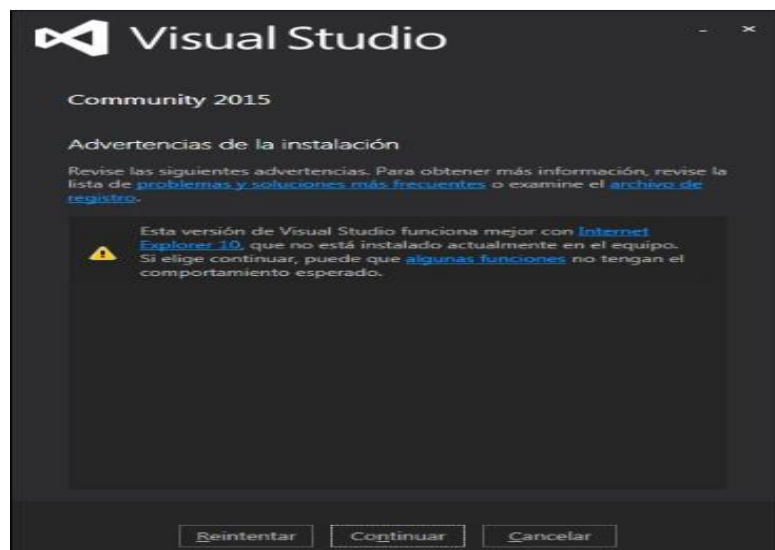 Visual Studio
Community 2015
Advertencias de la instalación
Revise las siguientes advertencias. Para obtener más información, revise la
lista de problemas y soluciones más frecuentes o examine el archivo de
registro.
Esta versión de Visual Studio funciona mejor con Internet
Explorer 10, que no está instalado actualmente en el equipo.
Si elige continuar, puede que algunas funciones no tengan el
comportamiento esperado.
Reintentar Continuar Cancelar